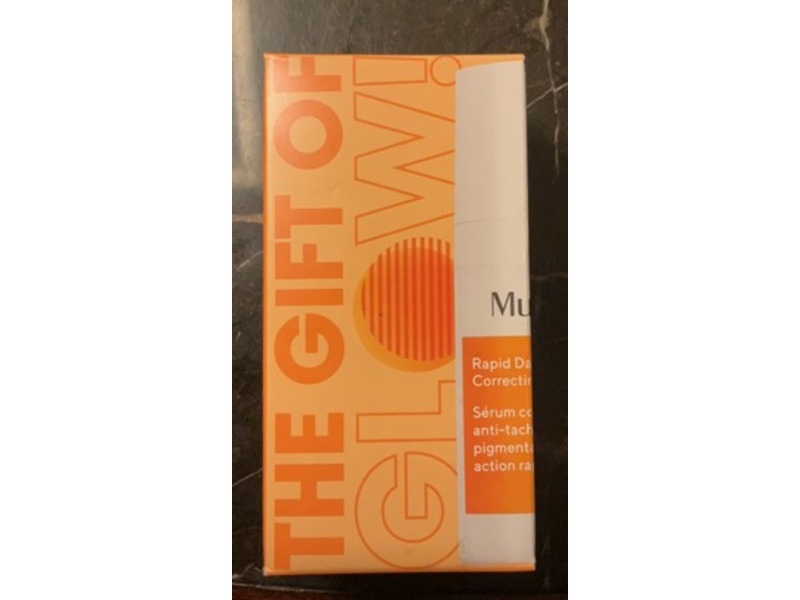 THE GIFT OF
GLOW!
Mu
Rapid Da
Correctin
Sérum co
anti-tach
pigmenta
action ra